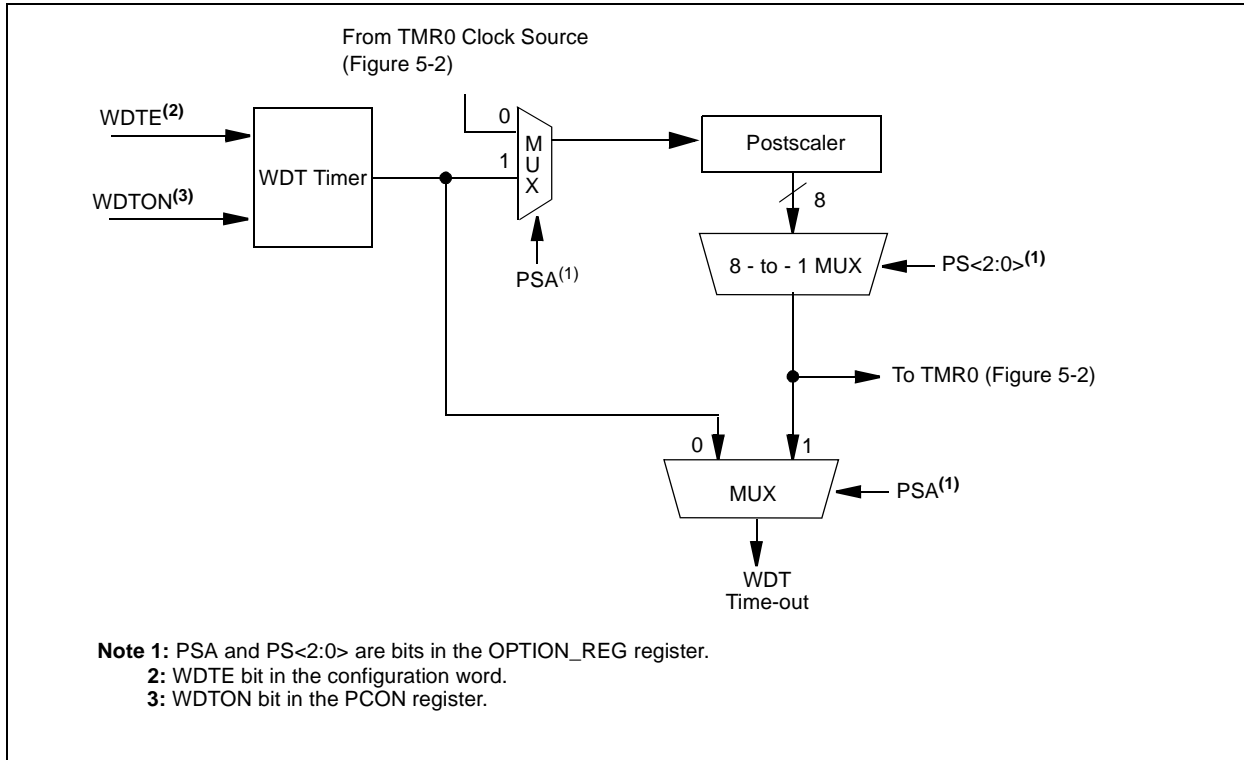 From TMR0 Clock Source
(Figure 5-2)
WDTE(2)
WDTON(3)
WDT Timer
0
1
MUX
PSA(1)
Postscaler
8
8 - to - 1 MUX
PS<2:0>(1)
To TMR0 (Figure 5-2)
0
1
MUX
PSA(1)
WDT
Time-out
Note 1: PSA and PS<2:0> are bits in the OPTION_REG register.
2: WDTE bit in the configuration word.
3: WDTON bit in the PCON register.